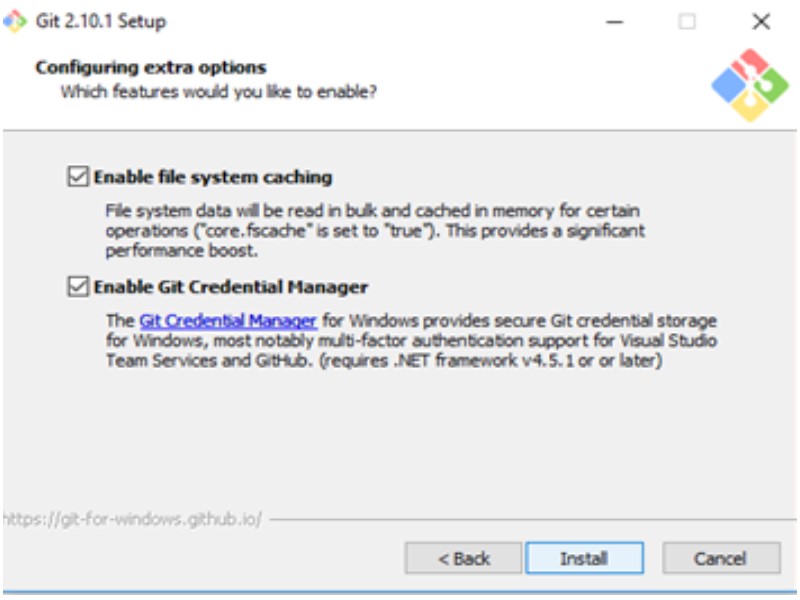 Git 2.10.1 Setup
Configuring extra options
Which features would you like to enable?
Enable file system caching
File system data will be read in bulk and cached in memory for certain
operations ("core.fscache" is set to "true"). This provides a significant
performance boost.
Enable Git Credential Manager
The Git Credential Manager for Windows provides secure Git credential storage
for Windows, most notably multi-factor authentication support for Visual Studio
Team Services and GitHub. (requires .NET framework v4.5.1 or or later)
https://git-for-windows.github.io/
< Back
Install
Cancel